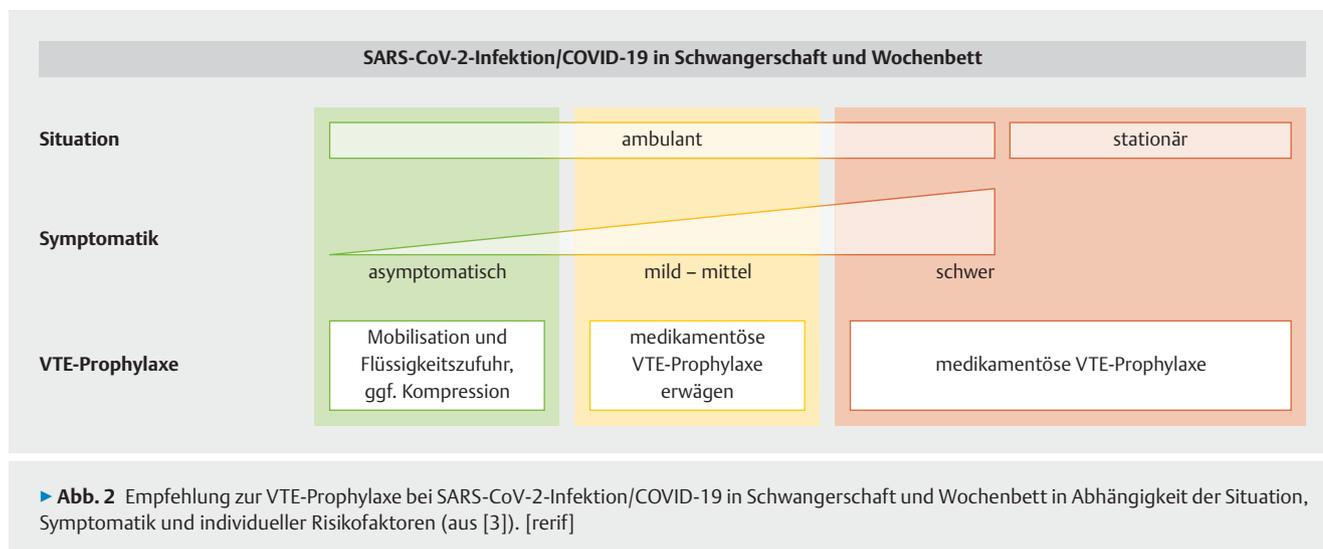 SARS-CoV-2-Infektion/COVID-19 in Schwangerschaft und Wochenbett
Situation
ambulant
stationär
Symptomatik
asymptomatisch
mild – mittel
schwer
VTE-Prophylaxe
Mobilisation und
Flüssigkeitszufuhr,
ggf. Kompression
medikamentöse
VTE-Prophylaxe
erwägen
medikamentöse VTE-Prophylaxe
▶ Abb. 2 Empfehlung zur VTE-Prophylaxe bei SARS-CoV-2-Infektion/COVID-19 in Schwangerschaft und Wochenbett in Abhängigkeit der Situation,
Symptomatik und individueller Risikofaktoren (aus [3]). [rerif]